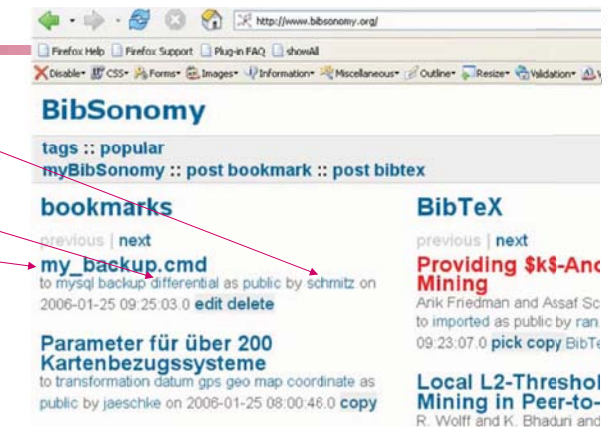 http://www.bibsonomy.org/
Firefox Help Firefox Support Plug-in FAQ showAll
Disable CSS Forms Images Information Miscellaneous Outline Resize Validation
BibSonomy
tags :: popular
myBibSonomy :: post bookmark :: post bibtex
bookmarks
previous | next
my_backup.cmd
to mysql backup differential as public by schmitz on
2006-01-25 09:25:03.0 edit delete
Parameter für über 200
Kartenbezugssysteme
to transformation datum gps geo map coordinate as
public by jaeschke on 2006-01-25 08:00:46.0 copy
BibTeX
previous | next
Providing $k$-
Mining
Arik Friedman and Assaf
to imported as public by ran
09:23:07.0 pick copy
Local
Mining in Peer-to-
R. Wolff and K. Bhaduri and